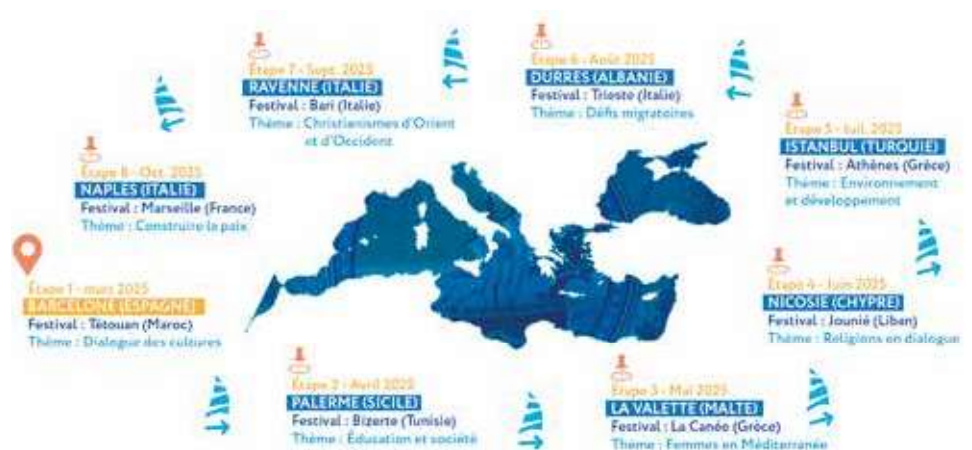 Étape 1 - mars 2025
BARCELONE (ESPAGNE)
Festival : Tétouan (Maroc)
Thème : Dialogue des cultures
Étape 2 - Avril 2025
PALERME (SICILE)
Festival : Bizerte (Tunisie)
Thème : Éducation et société
Étape 3 - Mai 2025
LA VALETTE (MALTE)
Festival : La Canée (Grèce)
Thème : Femmes en Méditerranée
Étape 4 - Juin 2025
NICOSIE (CHYPRE)
Festival : Jounié (Liban)
Thème : Religions en dialogue
Étape 5 - Juil. 2025
ISTANBUL (TURQUIE)
Festival : Athènes (Grèce)
Thème : Environnement
et développement
Étape 6 - Août 2025
DURRES (ALBANIE)
Festival : Trieste (Italie)
Thème : Défis migratoires
Étape 7 - Sept. 2025
RAVENNE (ITALIE)
Festival : Bari (Italie)
Thème : Christianismes d'Orient
et d'Occident
Étape 8 - Oct. 2025
NAPLES (ITALIE)
Festival : Marseille (France)
Thème : Construire la paix